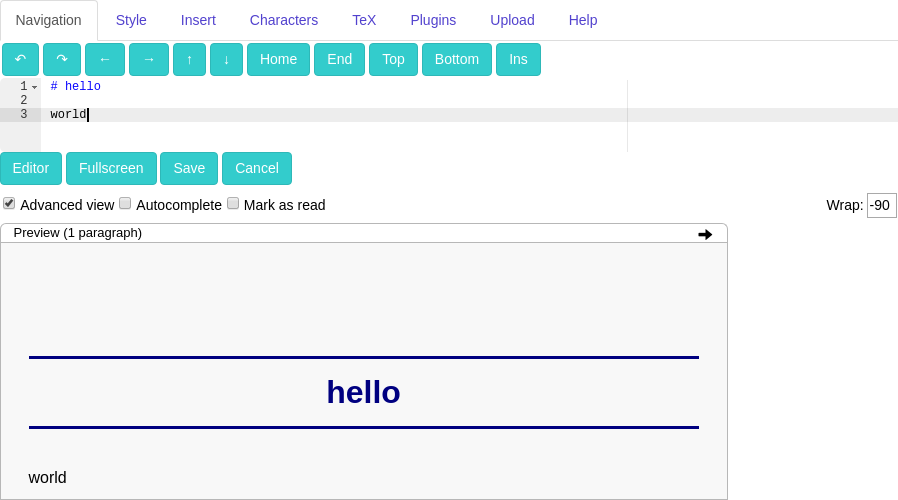 Navigation Style Insert Characters TeX Plugins Upload Help
↶ ↷ ← → ↑ ↓ Home End Top Bottom Ins
1 # hello
2
3 world
Editor Fullscreen Save Cancel
Advanced view Autocomplete Mark as read Wrap: -90
Preview (1 paragraph)
hello
world